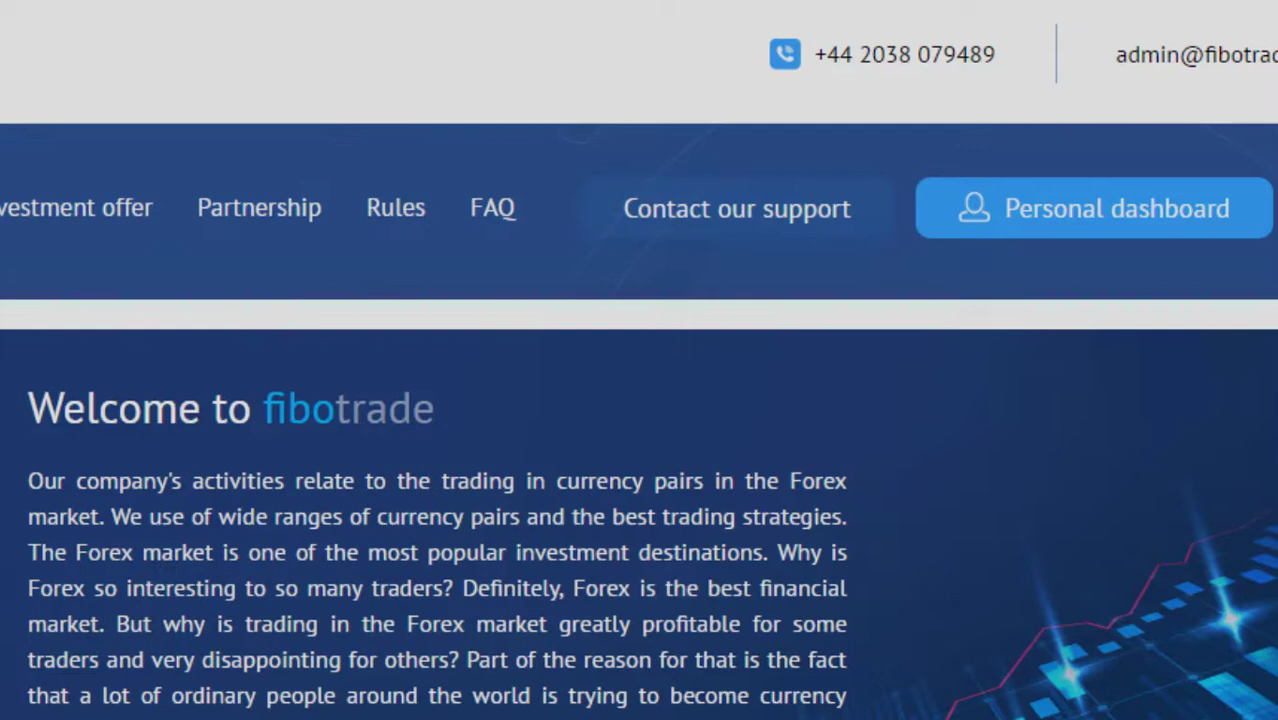 +44 2038 079489 admin@fibotrad
vestment offer Partnership Rules FAQ Contact our support Personal dashboard
Welcome to fibotrade
Our company's activities relate to the trading in currency pairs in the Forex
market. We use of wide ranges of currency pairs and the best trading strategies.
The Forex market is one of the most popular investment destinations. Why is
Forex so interesting to so many traders? Definitely, Forex is the best financial
market. But why is trading in the Forex market greatly profitable for some
traders and very disappointing for others? Part of the reason for that is the fact
that a lot of ordinary people around the world is trying to become currency